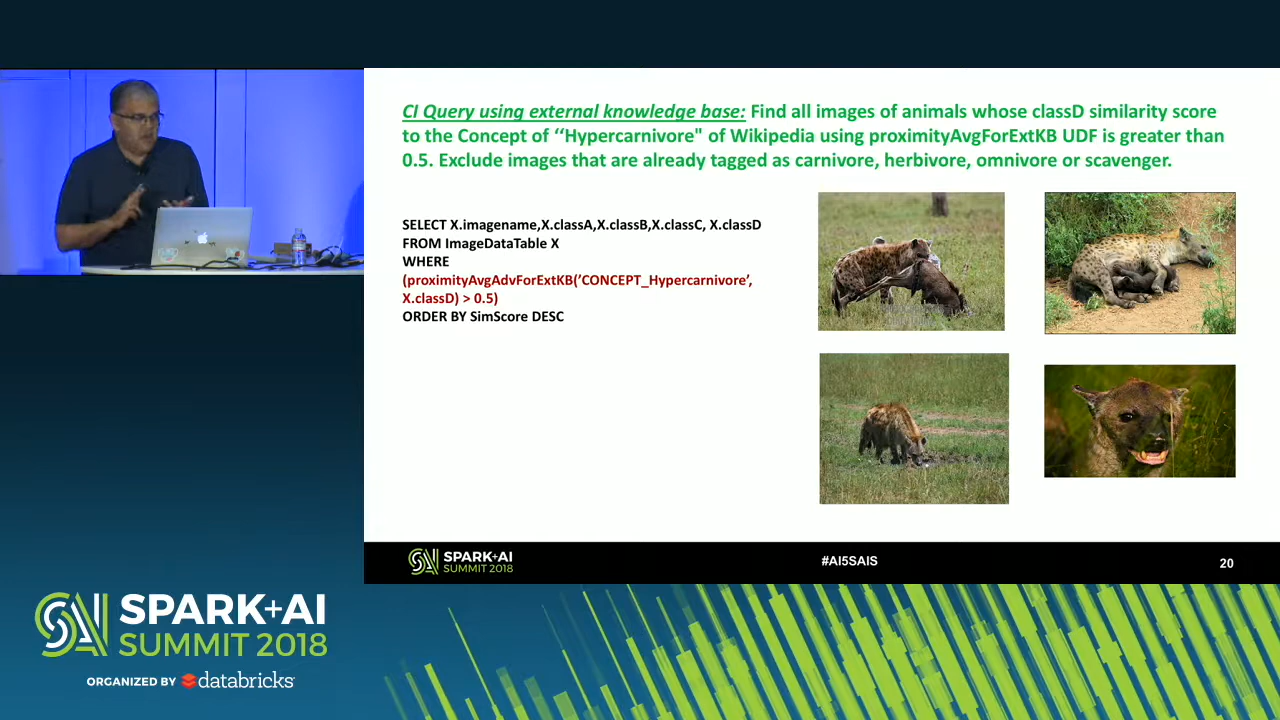 CI Query using external knowledge base: Find all images of animals whose classD similarity score
to the Concept of ‘‘Hypercarnivore" of Wikipedia using proximityAvgForExtKB UDF is greater than
0.5. Exclude images that are already tagged as carnivore, herbivore, omnivore or scavenger.
SELECT X.imagename,X.classA,X.classB,X.classC, X.classD
FROM ImageDataTable X
WHERE
(proximityAvgAdvForExtKB(’CONCEPT_Hypercarnivore’,
X.classD) > 0.5)
ORDER BY SimScore DESC
SPARK+AI
SUMMIT 2018
#AI5SAIS
20
SPARK+AI
SUMMIT 2018
ORGANIZED BY databricks